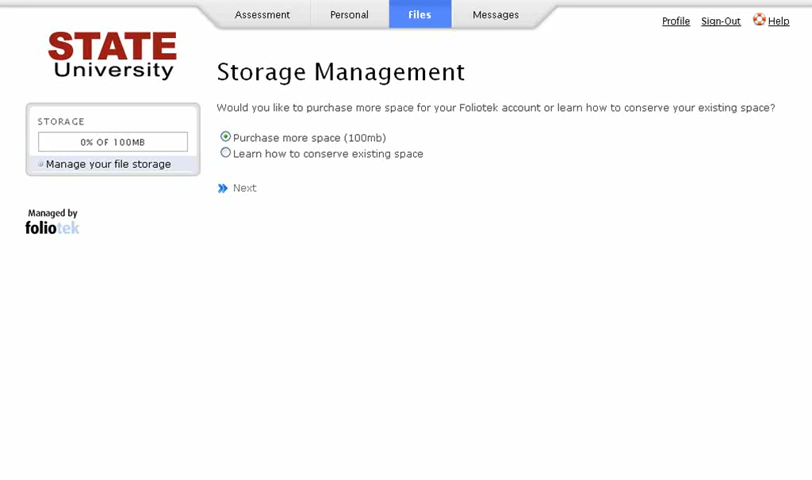 Assessment Personal Files Messages
Profile Sign-Out Help
STATE
University
Storage Management
Would you like to purchase more space for your Foliotek account or learn how to conserve your existing space?
STORAGE
0% OF 100MB
Manage your file storage
Purchase more space (100mb)
Learn how to conserve existing space
Next
Managed by
foliotek